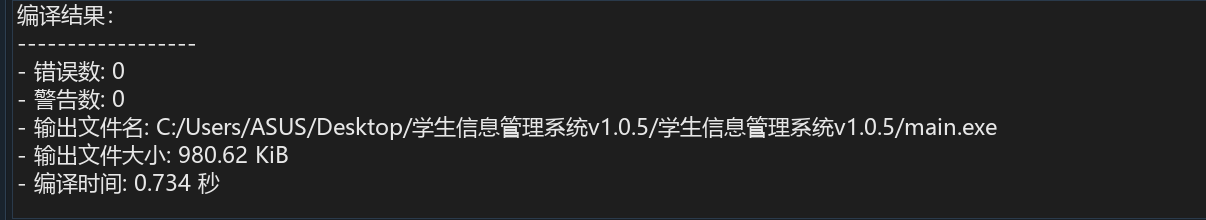 编译结果：
------------------
- 错误数: 0
- 警告数: 0
- 输出文件名: C:/Users/ASUS/Desktop/学生信息管理系统v1.0.5/学生信息管理系统v1.0.5/main.exe
- 输出文件大小: 980.62 KiB
- 编译时间: 0.734 秒